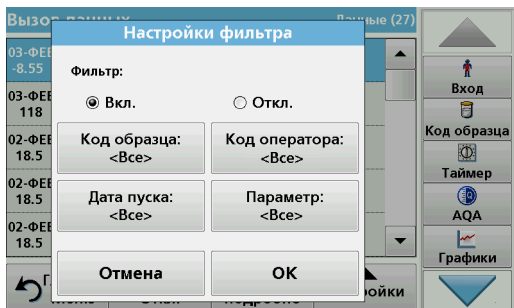 Вызов данных Данные (27)
Настройки фильтра
03-ФЕВ
-8.55
03-ФЕВ
118
02-ФЕВ
18.5
02-ФЕВ
18.5
02-ФЕВ
18.5
Фильтр:
Вкл. Откл.
Код образца:
<Все>
Код оператора:
<Все>
Дата пуска:
<Все>
Параметр:
<Все>
Отмена OK
Вход
Код образца
Таймер
AQA
Графики